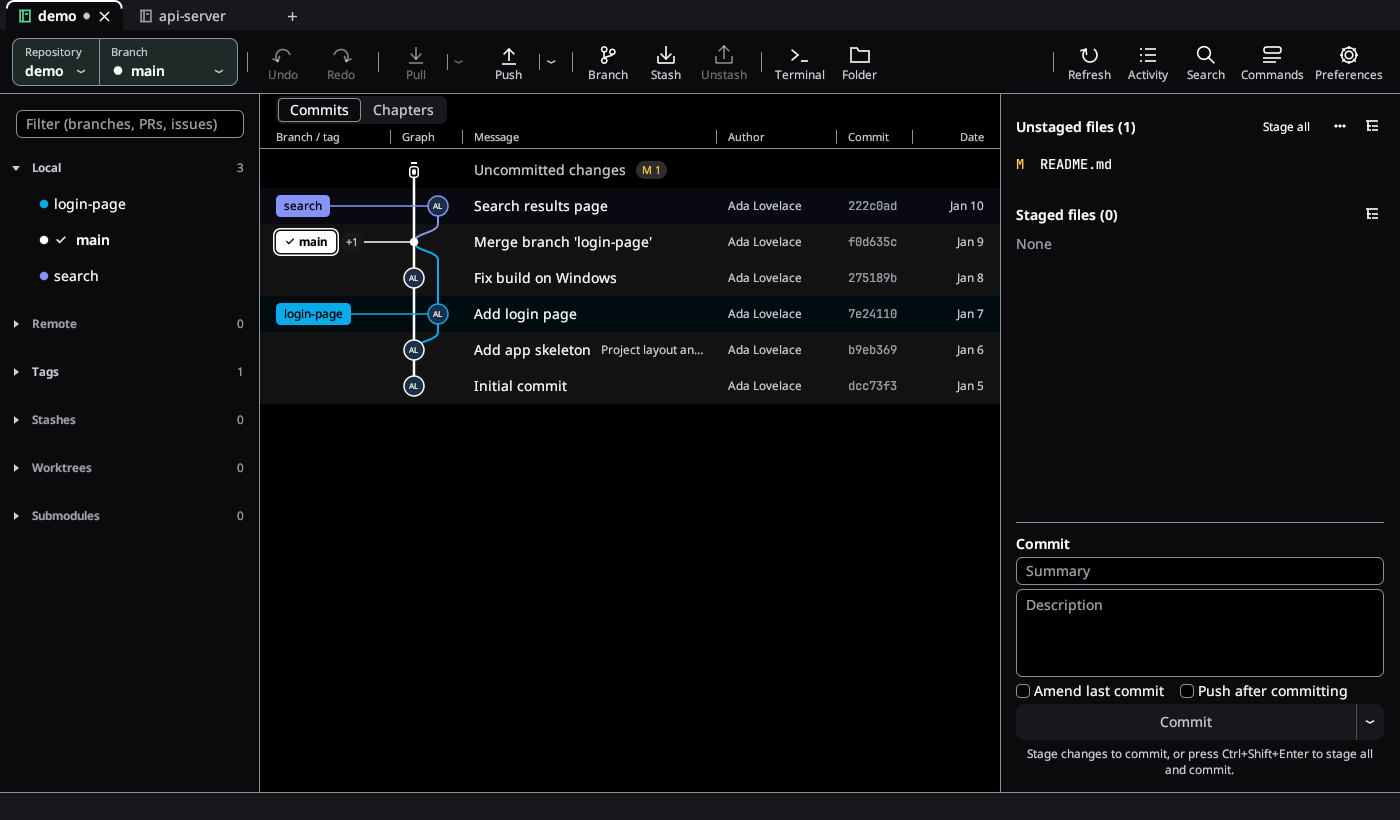 demo
api-server
Repository
demo
Branch
main
Undo
Redo
Pull
Push
Branch
Stash
Unstash
Terminal
Folder
Refresh
Activity
Search
Commands
Preferences
Filter (branches, PRs, issues)
Local 3
login-page
main
search
Remote 0
Tags 1
Stashes 0
Worktrees 0
Submodules 0
Commits Chapters
Branch / tag Graph Message Author Commit Date
Uncommitted changes M 1
search AL Search results page Ada Lovelace 222c0ad Jan 10
main +1 Merge branch 'login-page' Ada Lovelace f0d635c Jan 9
AL Fix build on Windows Ada Lovelace 275189b Jan 8
login-page AL Add login page Ada Lovelace 7e24110 Jan 7
AL Add app skeleton Project layout an... Ada Lovelace b9eb369 Jan 6
AL Initial commit Ada Lovelace dcc73f3 Jan 5
Unstaged files (1) Stage all
M README.md
Staged files (0)
None
Commit
Summary
Description
Amend last commit Push after committing
Commit
Stage changes to commit, or press Ctrl+Shift+Enter to stage all
and commit.